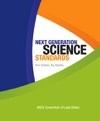 NEXT GENERATION
SCIENCE
STANDARDS
For States, By States